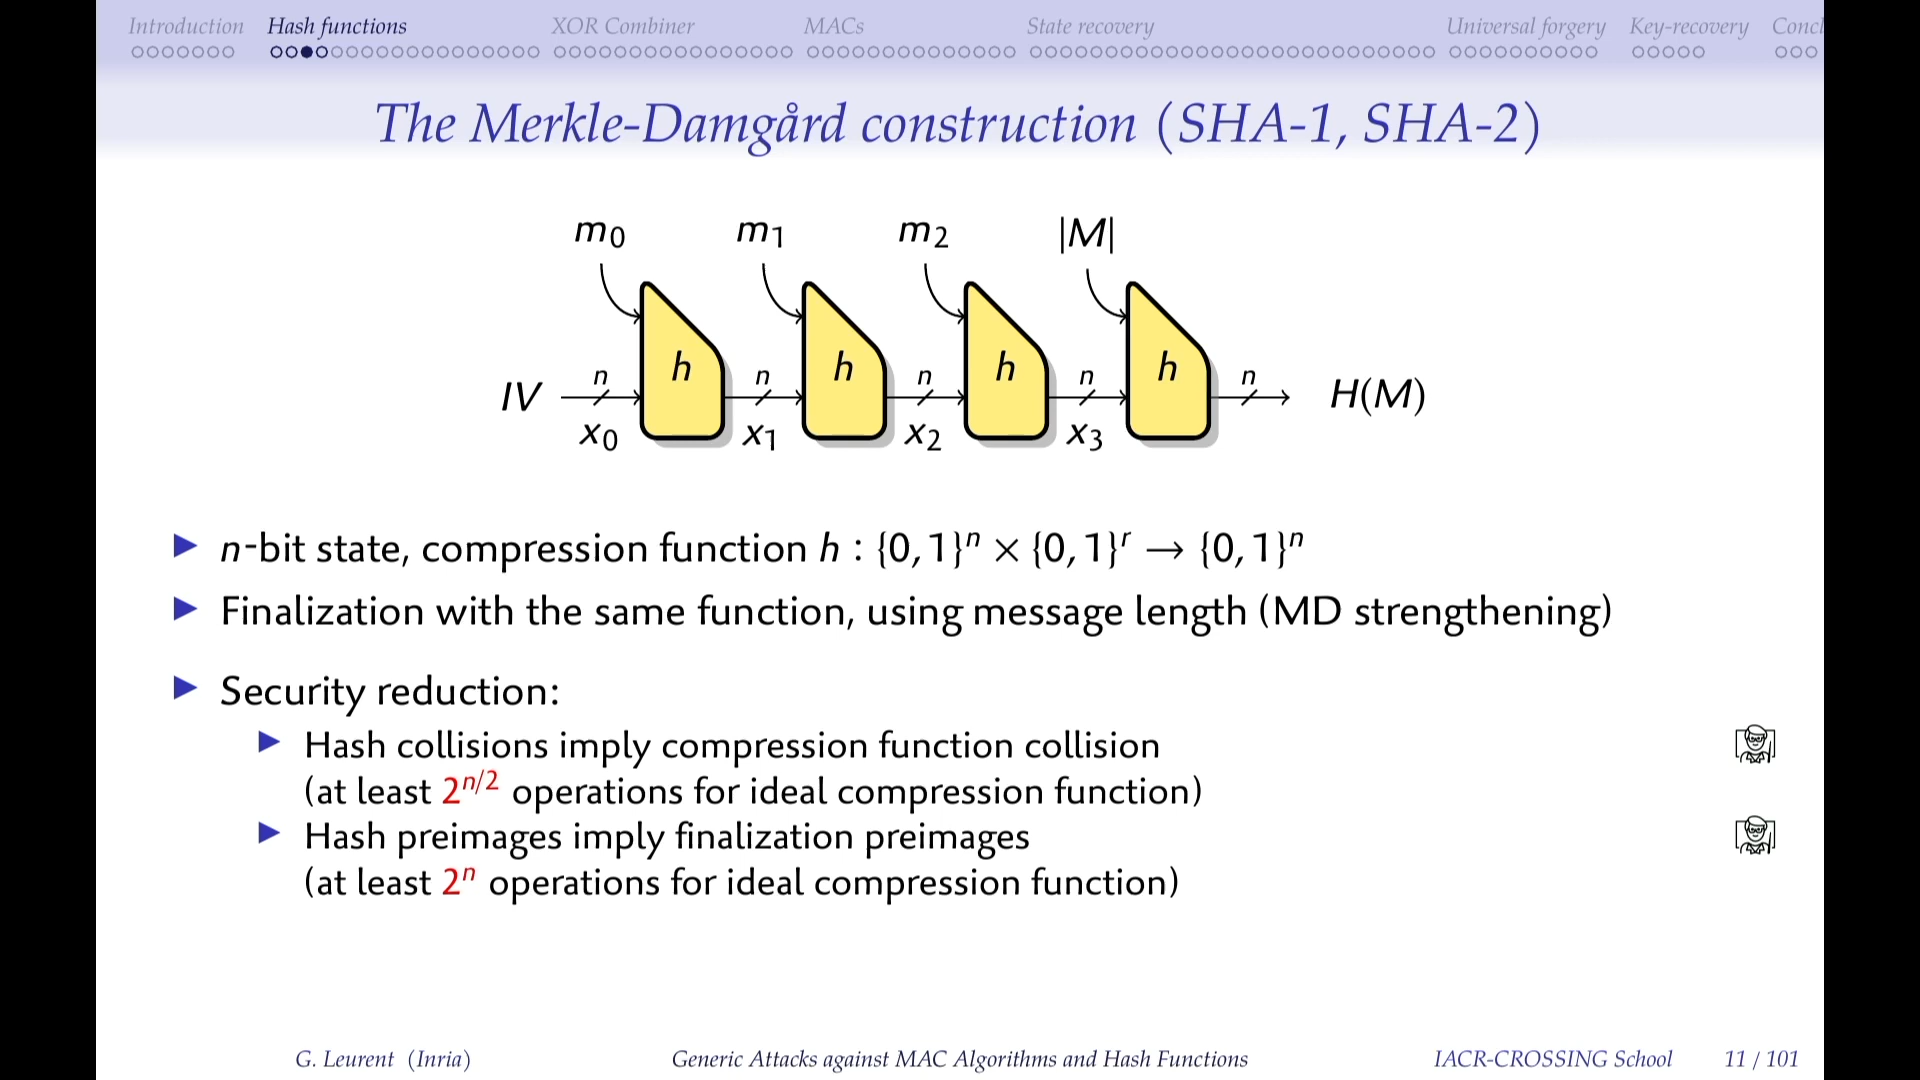 Introduction Hash functions XOR Combiner MACs State recovery Universal forgery Key-recovery Concl
The Merkle-Damgård construction (SHA-1, SHA-2)
m₀ m₁ m₂ |M|
h h h h
n n n n n
IV H(M)
x₀ x₁ x₂ x₃
▶ n-bit state, compression function h : {0, 1}ⁿ × {0, 1}ʳ → {0, 1}ⁿ
▶ Finalization with the same function, using message length (MD strengthening)
▶ Security reduction:
▶ Hash collisions imply compression function collision
(at least 2^{n/2} operations for ideal compression function)
▶ Hash preimages imply finalization preimages
(at least 2ⁿ operations for ideal compression function)
G. Leurent (Inria) Generic Attacks against MAC Algorithms and Hash Functions IACR-CROSSING School 11 / 101